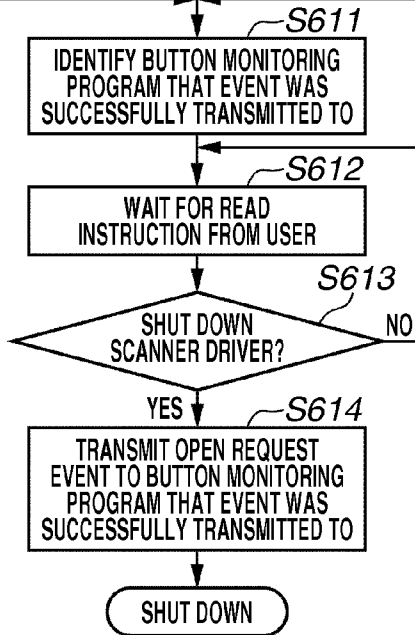 S611
IDENTIFY BUTTON MONITORING
PROGRAM THAT EVENT WAS
SUCCESSFULLY TRANSMITTED TO
S612
WAIT FOR READ
INSTRUCTION FROM USER
S613
SHUT DOWN
SCANNER DRIVER?
NO
YES
S614
TRANSMIT OPEN REQUEST
EVENT TO BUTTON MONITORING
PROGRAM THAT EVENT WAS
SUCCESSFULLY TRANSMITTED TO
SHUT DOWN